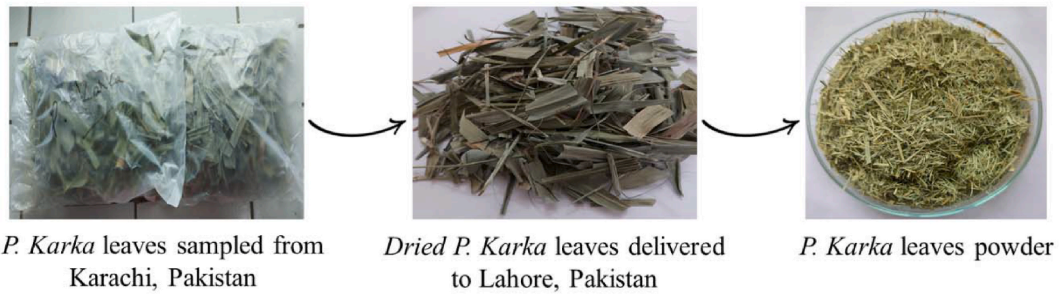 P. Karka leaves sampled from
Karachi, Pakistan
Dried P. Karka leaves delivered
to Lahore, Pakistan
P. Karka leaves powder